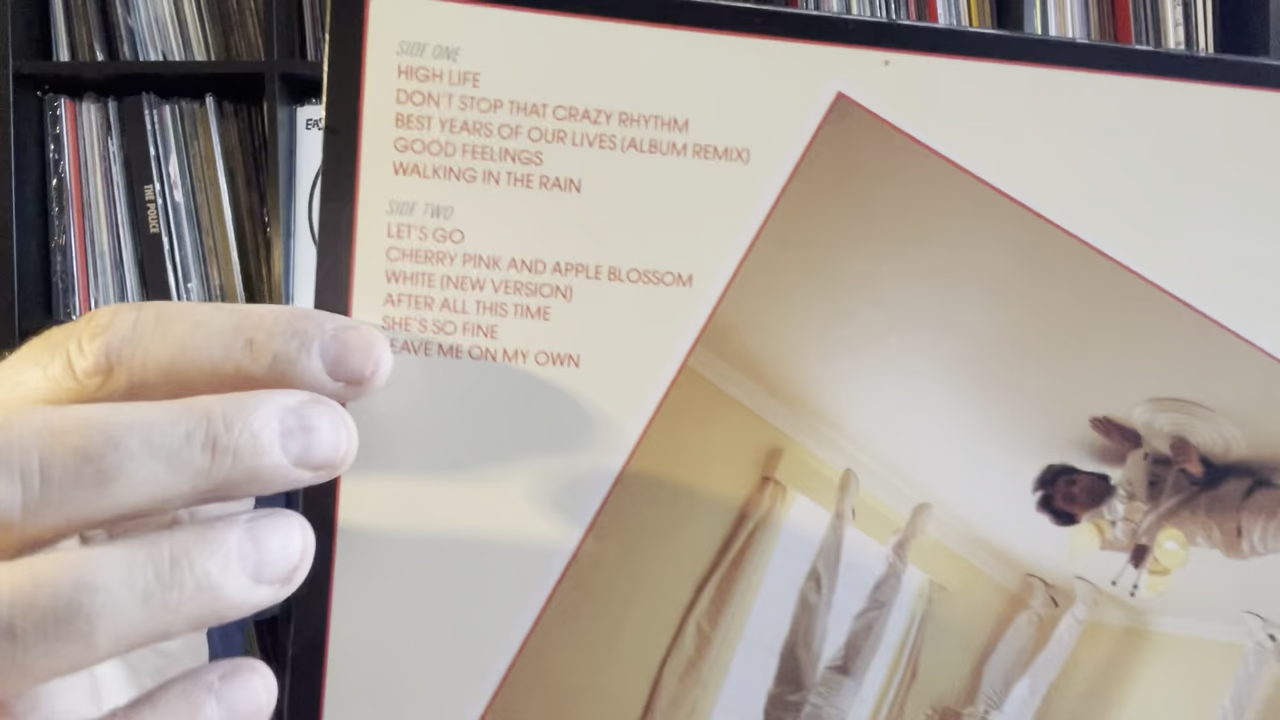 SIDE ONE
HIGH LIFE
DON'T STOP THAT CRAZY RHYTHM
BEST YEARS OF OUR LIVES (ALBUM REMIX)
GOOD FEELINGS
WALKING IN THE RAIN
SIDE TWO
LET'S GO
CHERRY PINK AND APPLE BLOSSOM
WHITE (NEW VERSION)
AFTER ALL THIS TIME
SHE'S SO FINE
EAVE ME ON MY OWN
THE POLICE